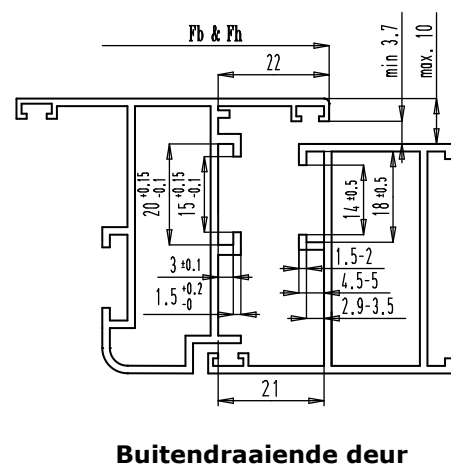 Fb & Fh
22
min 3.7
max. 10
20 +0.15 -0.1
15 +0.15 -0.1
14 ±0.5
18 ±0.5
3 ±0.1
1.5 +0.2 -0
1.5-2
4.5-5
2.9-3.5
21
Buitendraaiende deur